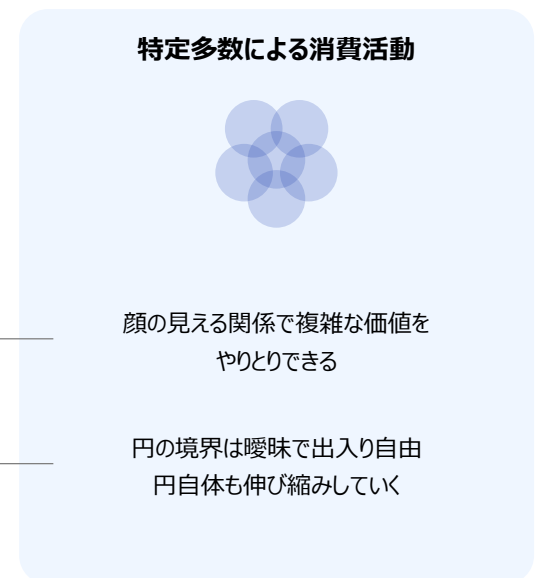 特定多数による消費活動
顔の見える関係で複雑な価値を
やりとりできる
円の境界は曖昧で出入り自由
円自体も伸び縮みしていく